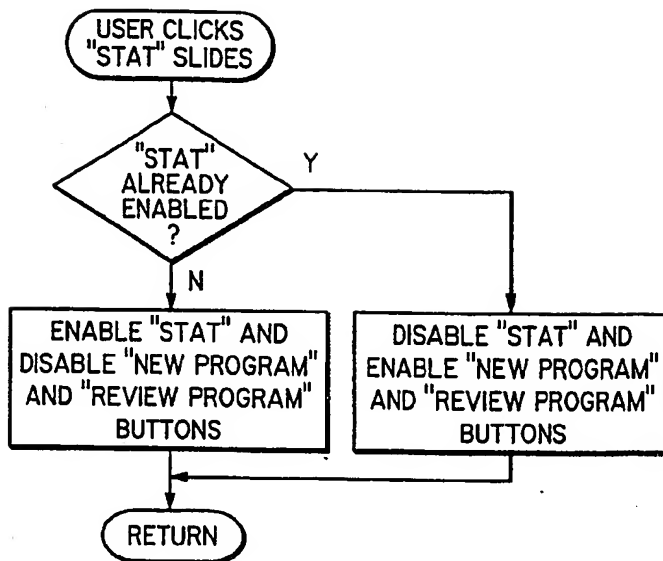 USER CLICKS
"STAT" SLIDES
"STAT"
ALREADY
ENABLED
?
Y
N
ENABLE "STAT" AND
DISABLE "NEW PROGRAM"
AND "REVIEW PROGRAM"
BUTTONS
DISABLE "STAT" AND
ENABLE "NEW PROGRAM"
AND "REVIEW PROGRAM"
BUTTONS
RETURN